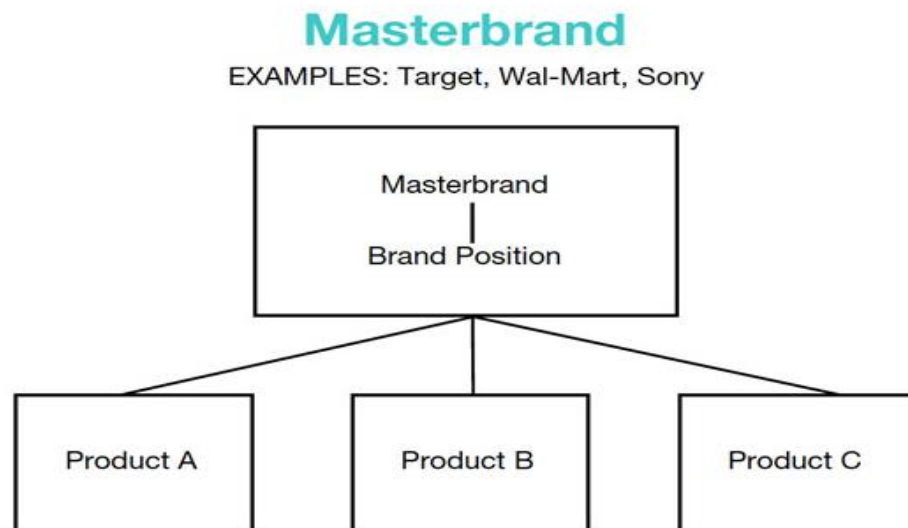 Masterbrand
EXAMPLES: Target, Wal-Mart, Sony
Masterbrand
Brand Position
Product A
Product B
Product C